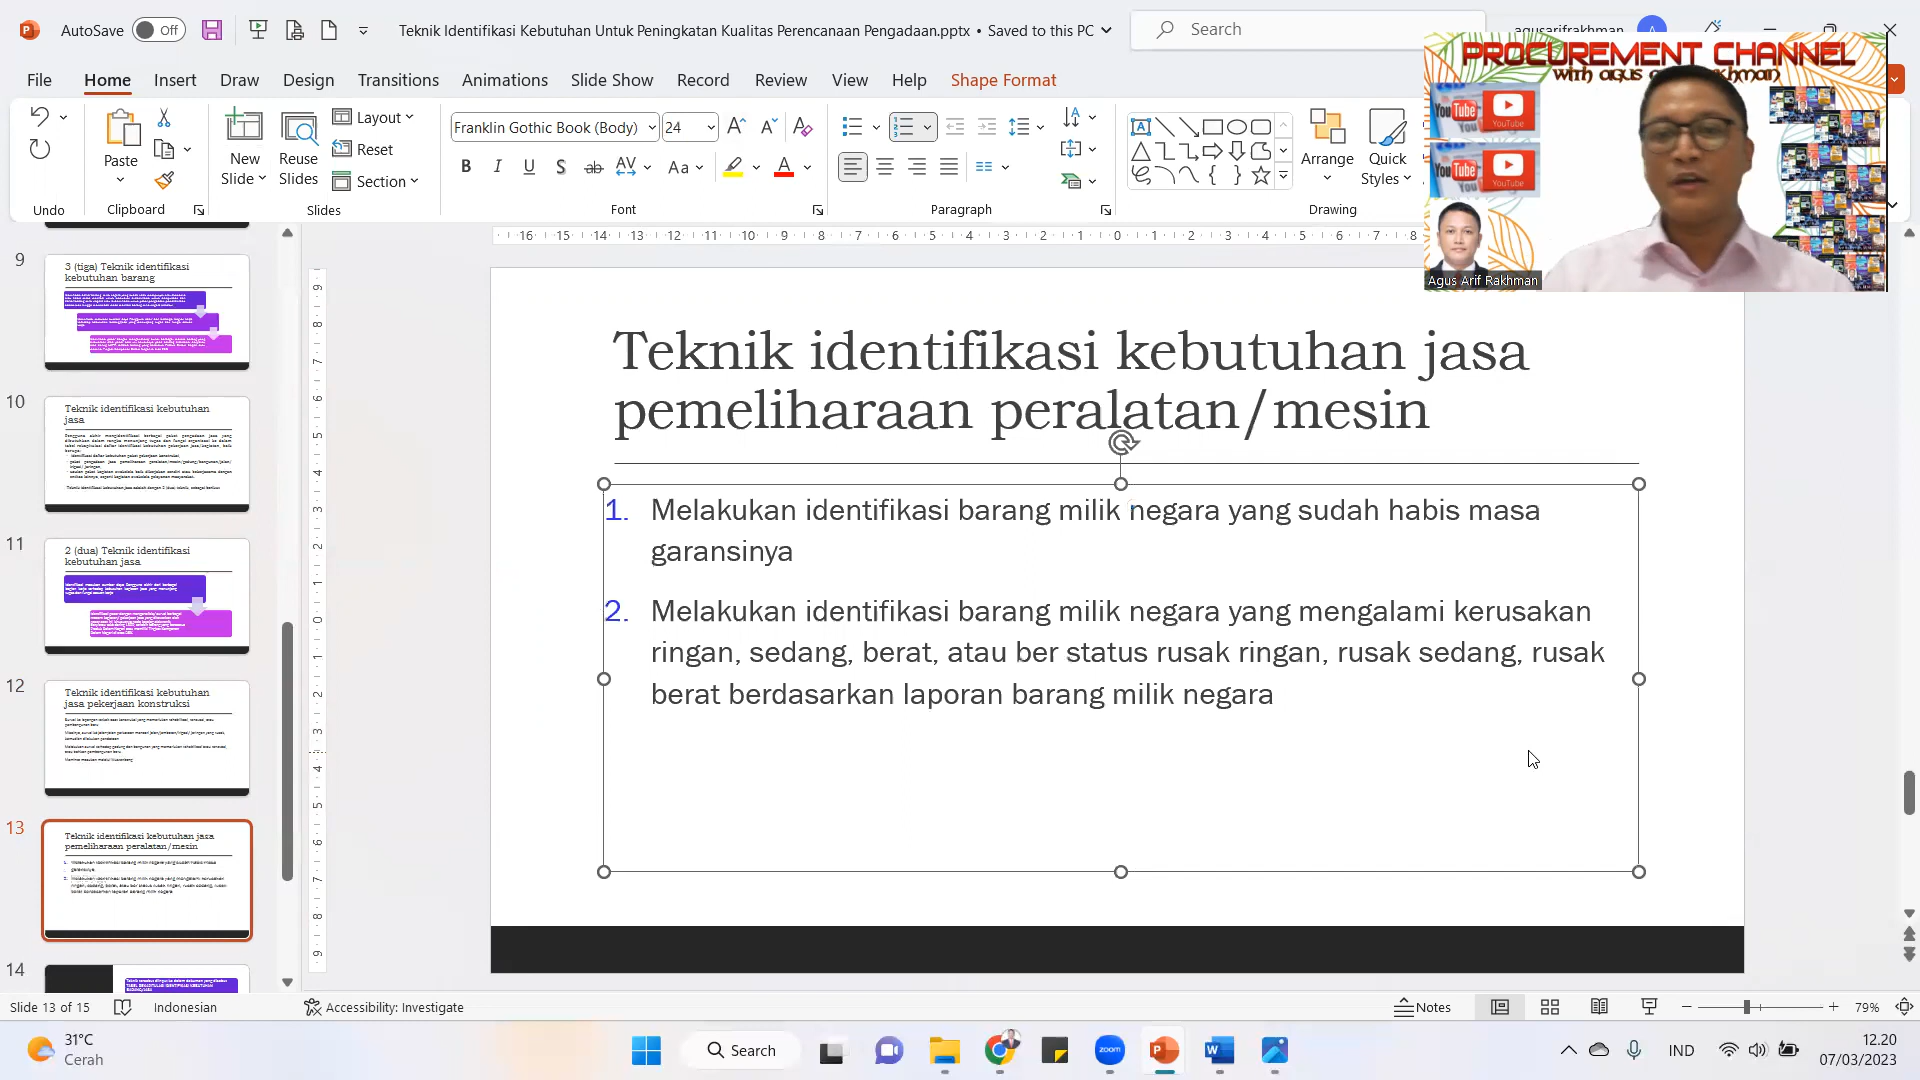 AutoSave
Off
Teknik Identifikasi Kebutuhan Untuk Peningkatan Kualitas Perencanaan Pengadaan.pptx • Saved to this PC
Search
agusarifrakhman
A
File
Home
Insert
Draw
Design
Transitions
Animations
Slide Show
Record
Review
View
Help
Shape Format
PROCUREMENT CHANNEL
You Tube
YouTube
You Tube
YouTube
Agus Arif Rakhman
Undo
Paste
Clipboard
New Slide
Reuse Slides
Layout
Reset
Section
Slides
Franklin Gothic Book (Body)
24
Font
Paragraph
Arrange
Quick Styles
Drawing
9
3 (tiga) Teknik identifikasi
kebutuhan barang
10
Teknik identifikasi kebutuhan
jasa
11
2 (dua) Teknik identifikasi
kebutuhan jasa
12
Teknik identifikasi kebutuhan
jasa pekerjaan konstruksi
13
Teknik identifikasi kebutuhan jasa
pemeliharaan peralatan/mesin
14
Teknik identifikasi kebutuhan jasa
pemeliharaan peralatan/mesin
1. Melakukan identifikasi barang milik negara yang sudah habis masa
garansinya
2. Melakukan identifikasi barang milik negara yang mengalami kerusakan
ringan, sedang, berat, atau ber status rusak ringan, rusak sedang, rusak
berat berdasarkan laporan barang milik negara
Slide 13 of 15
Indonesian
Accessibility: Investigate
Notes
79%
31°C
Cerah
Search
zoom
IND
12.20
07/03/2023